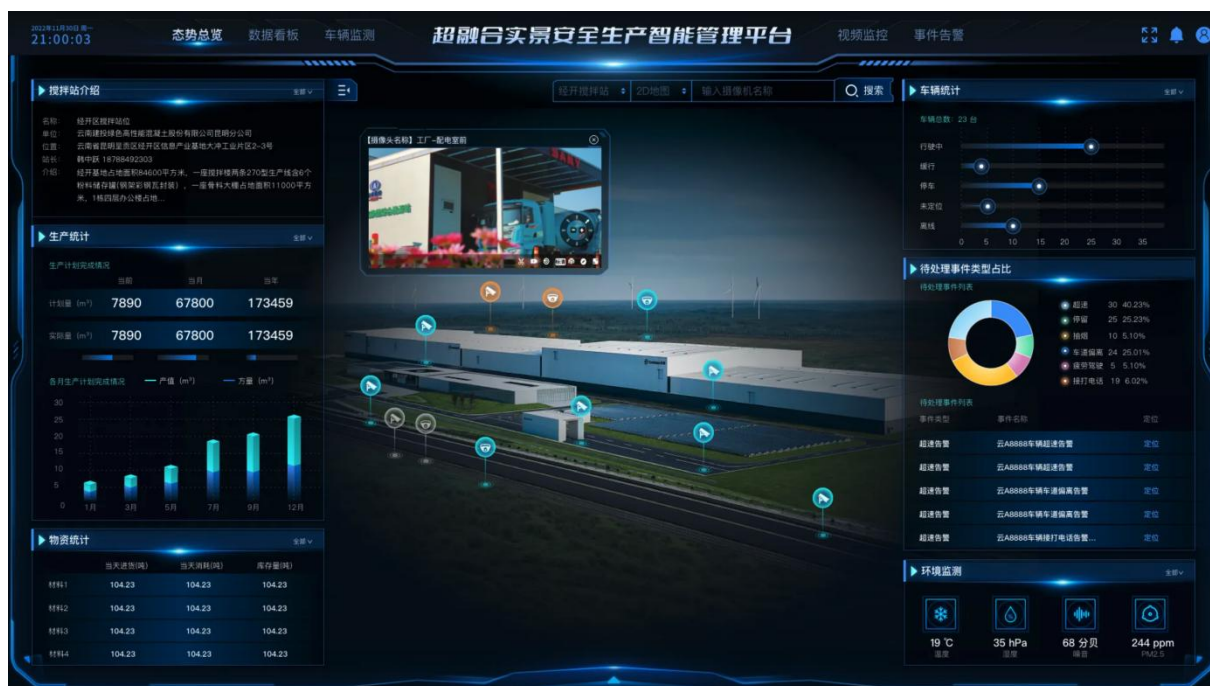 2022年11月30日 周一
21:00:03
态势总览
数据看板
车辆监测
超融合实景安全生产智能管理平台
视频监控
事件告警
搅拌站介绍
全部
名称: 经开区搅拌站位
单位: 云南建投绿色高性能混凝土股份有限公司昆明分公司
位置: 云南省昆明呈贡区经开区信息产业基地大冲工业片区2-3号
站长: 韩中跃 18788492303
介绍: 经开基地占地面积84600平方米，一座搅拌楼两条270型生产线含6个
粉料储存罐(钢架彩钢瓦封装)，一座骨料大棚占地面积11000平方
米，1栋四层办公楼占地...
生产统计
全部
生产计划完成情况
当前 当月 当年
计划量 (m³) 7890 67800 173459
实际量 (m³) 7890 67800 173459
各月生产计划完成情况 产值 (m³) 方量 (m³)
30
25
20
15
10
5
0
1月 3月 5月 7月 9月 12月
物资统计
全部
当天进货(吨) 当天消耗(吨) 库存量(吨)
材料1 104.23 104.23 104.23
材料2 104.23 104.23 104.23
材料3 104.23 104.23 104.23
材料4 104.23 104.23 104.23
经开搅拌站
2D地图
输入摄像机名称
搜索
【摄像头名称】工厂-配电室前
车辆统计
全部
车辆总数: 23 台
行驶中
缓行
停车
未定位
离线
0 5 10 15 20 25 30 35
待处理事件类型占比
待处理事件列表
超速 30 40.23%
停留 25 25.23%
抽烟 10 5.10%
车道偏离 24 25.01%
疲劳驾驶 5 5.10%
接打电话 19 6.02%
待处理事件列表
事件类型 事件名称 定位
超速告警 云A8888车辆超速告警 定位
超速告警 云A8888车辆超速告警 定位
超速告警 云A8888车辆车道偏离告警 定位
超速告警 云A8888车辆车道偏离告警 定位
超速告警 云A8888车辆接打电话告警... 定位
环境监测
全部
19 ℃
温度
35 hPa
湿度
68 分贝
噪音
244 ppm
PM2.5